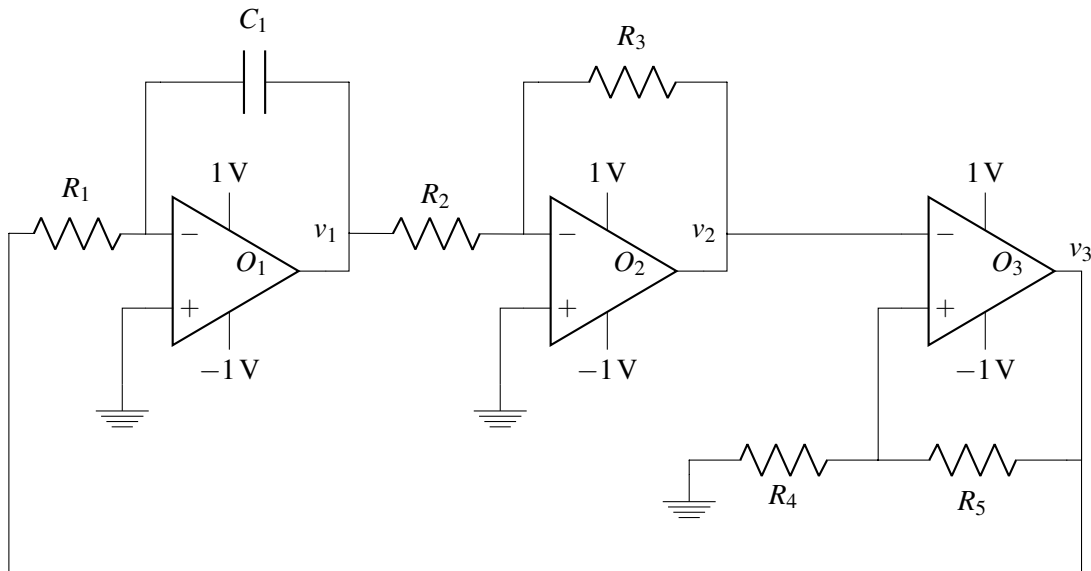 C₁
R₃
1 V
1 V
1 V
R₁
R₂
−
−
−
v₁
v₂
v₃
O₁
O₂
O₃
+
+
+
−1 V
−1 V
−1 V
R₄
R₅